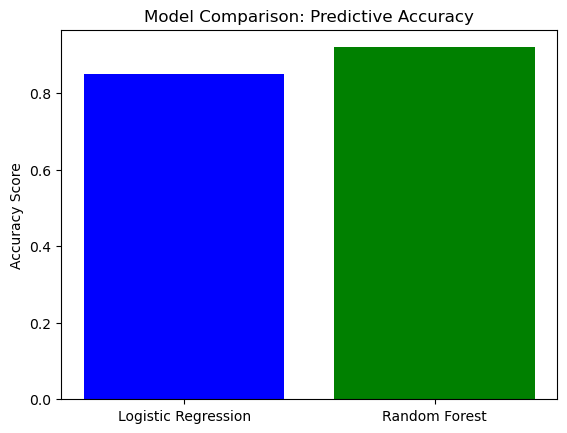 Model Comparison: Predictive Accuracy
Accuracy Score
0.8
0.6
0.4
0.2
0.0
Logistic Regression
Random Forest